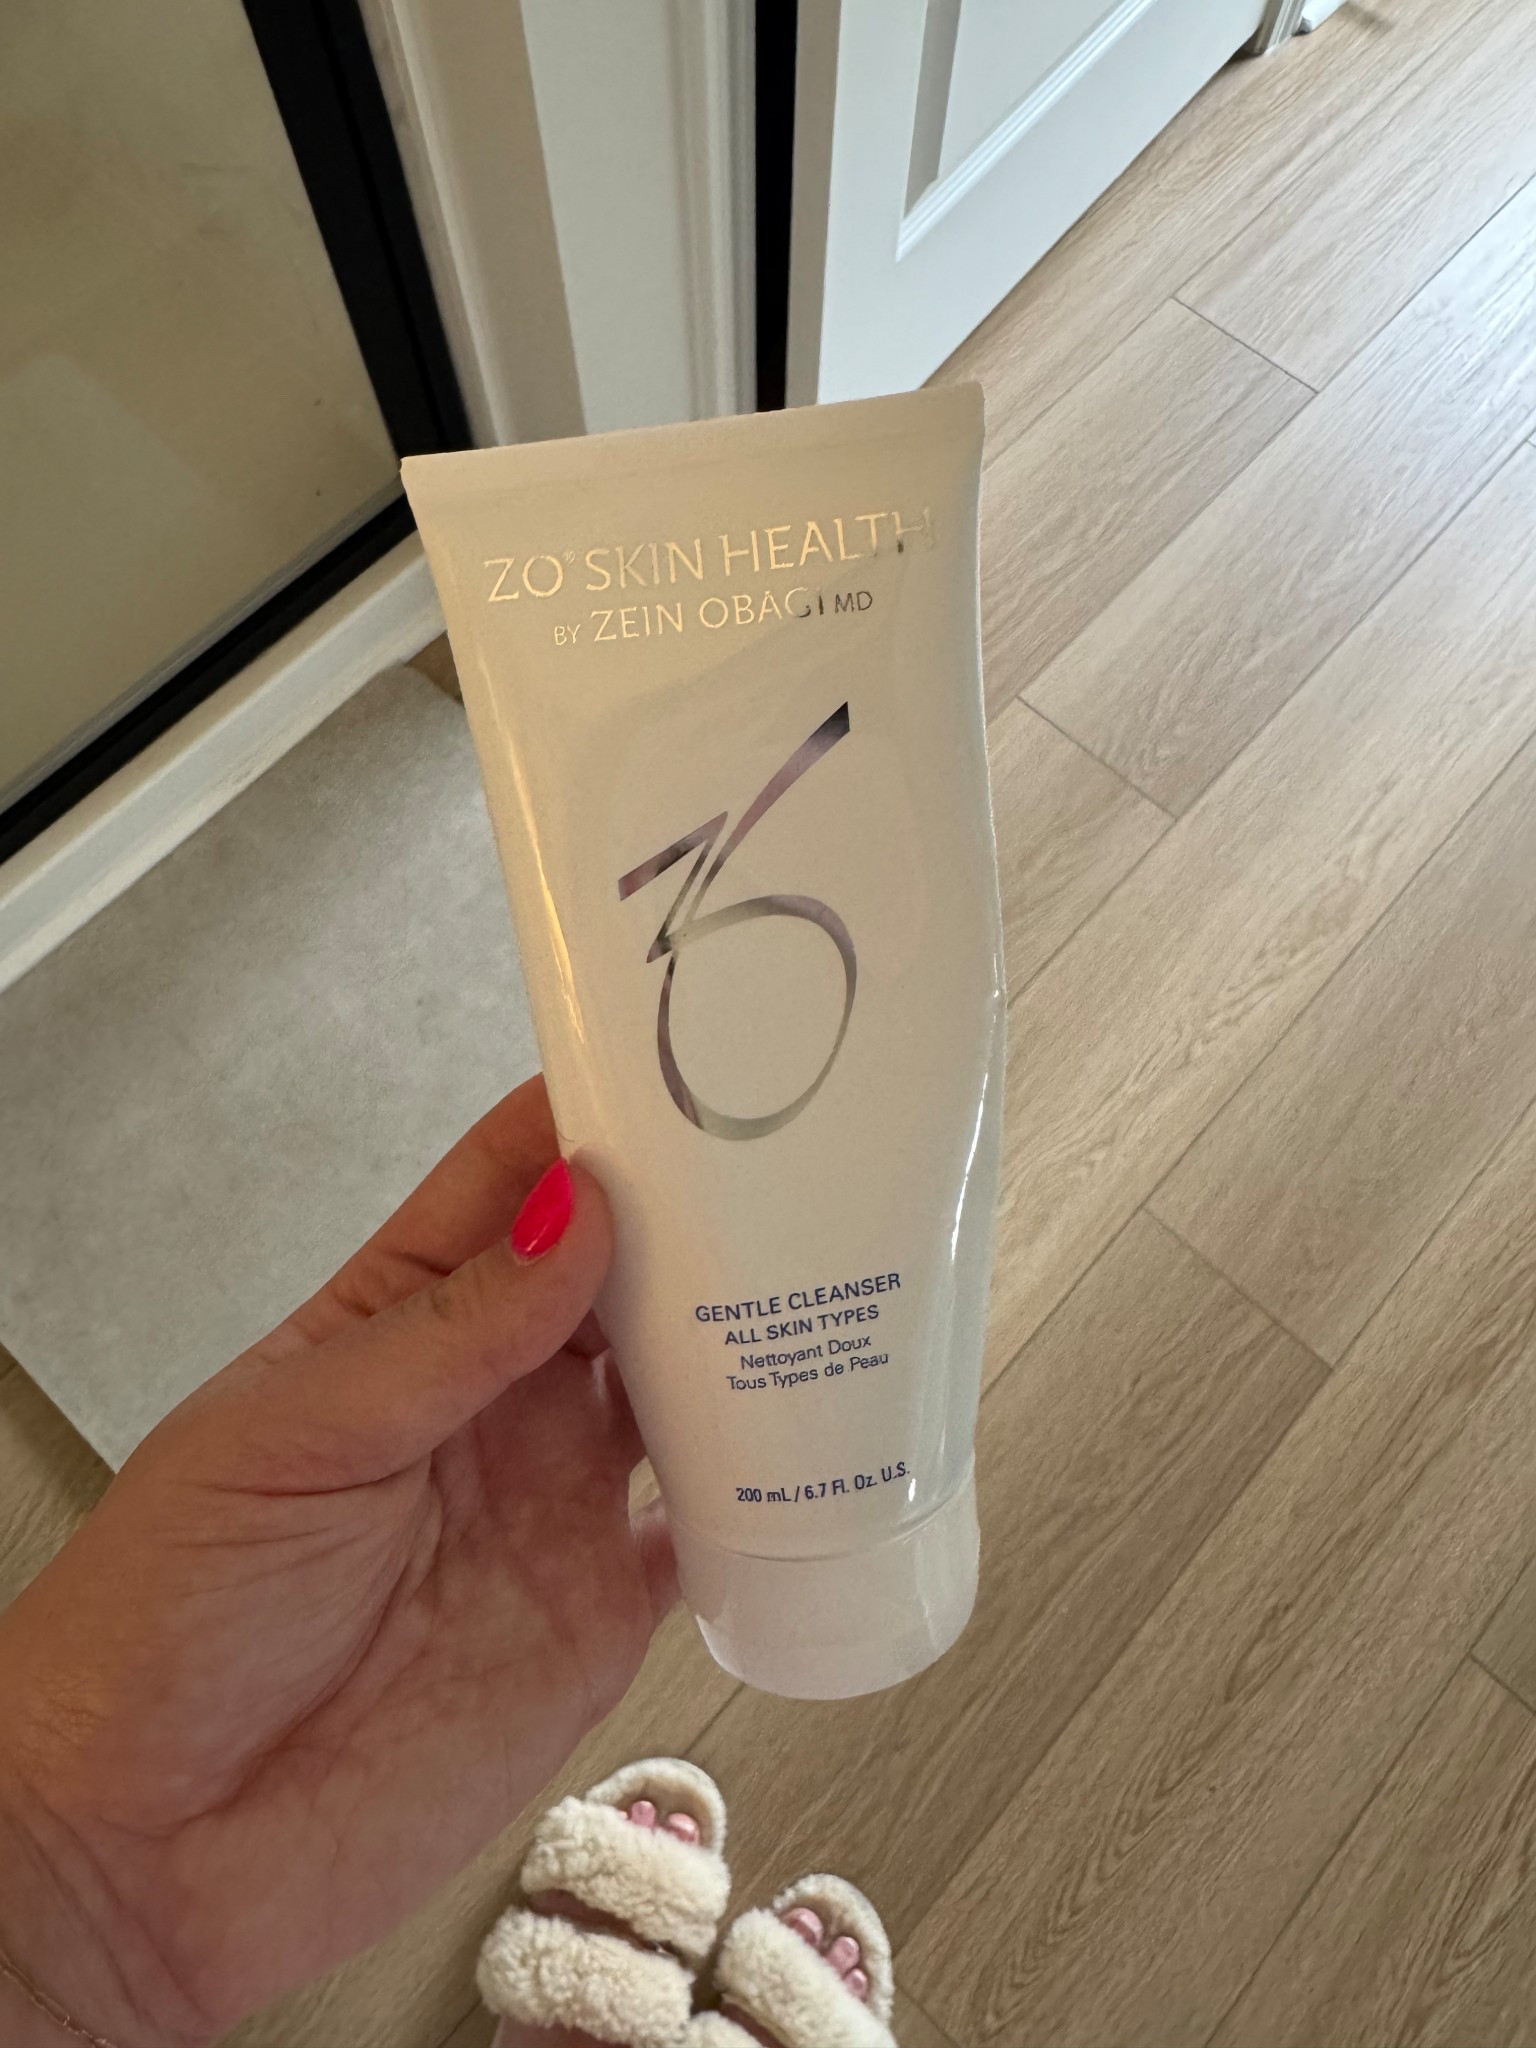 ZO® SKIN HEALTH
BY ZEIN OBAGI MD
ZO
GENTLE CLEANSER
ALL SKIN TYPES
Nettoyant Doux
Tous Types de Peau
200 mL / 6.7 Fl. Oz. U.S.